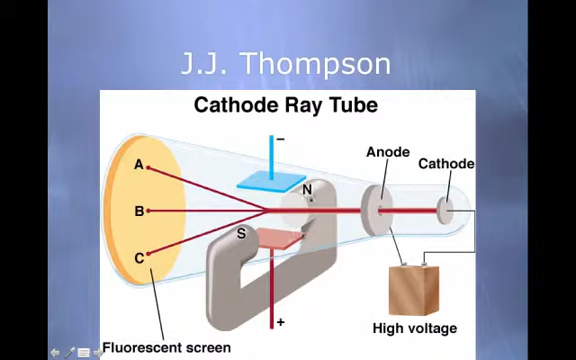 J.J. Thompson
Cathode Ray Tube
−
Anode
Cathode
A
N
B
S
C
+
High voltage
Fluorescent screen